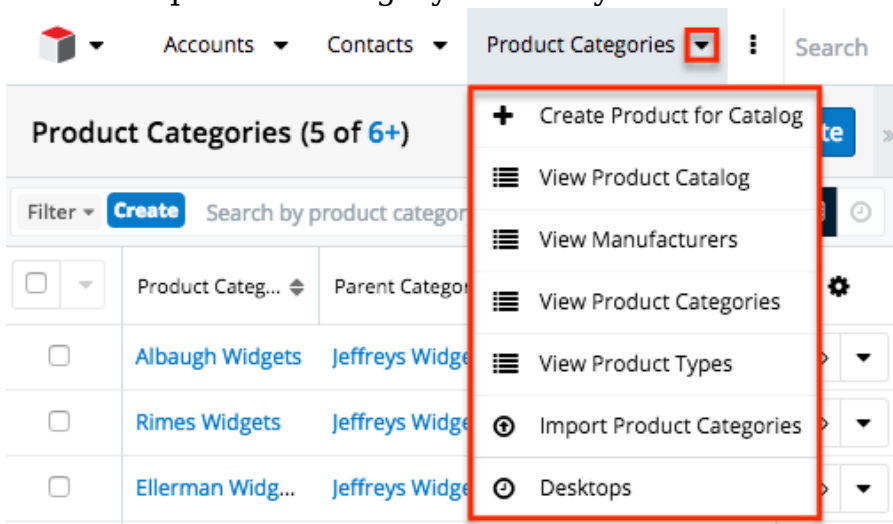 Accounts Contacts Product Categories Search
Product Categories (5 of 6+)
Create Product for Catalog
View Product Catalog
Filter Create Search by product categor
View Manufacturers
Product Categ... Parent Categor
View Product Categories
Albaugh Widgets Jeffreys Widge
View Product Types
Rimes Widgets Jeffreys Widge
Import Product Categories
Ellerman Widg... Jeffreys Widge
Desktops